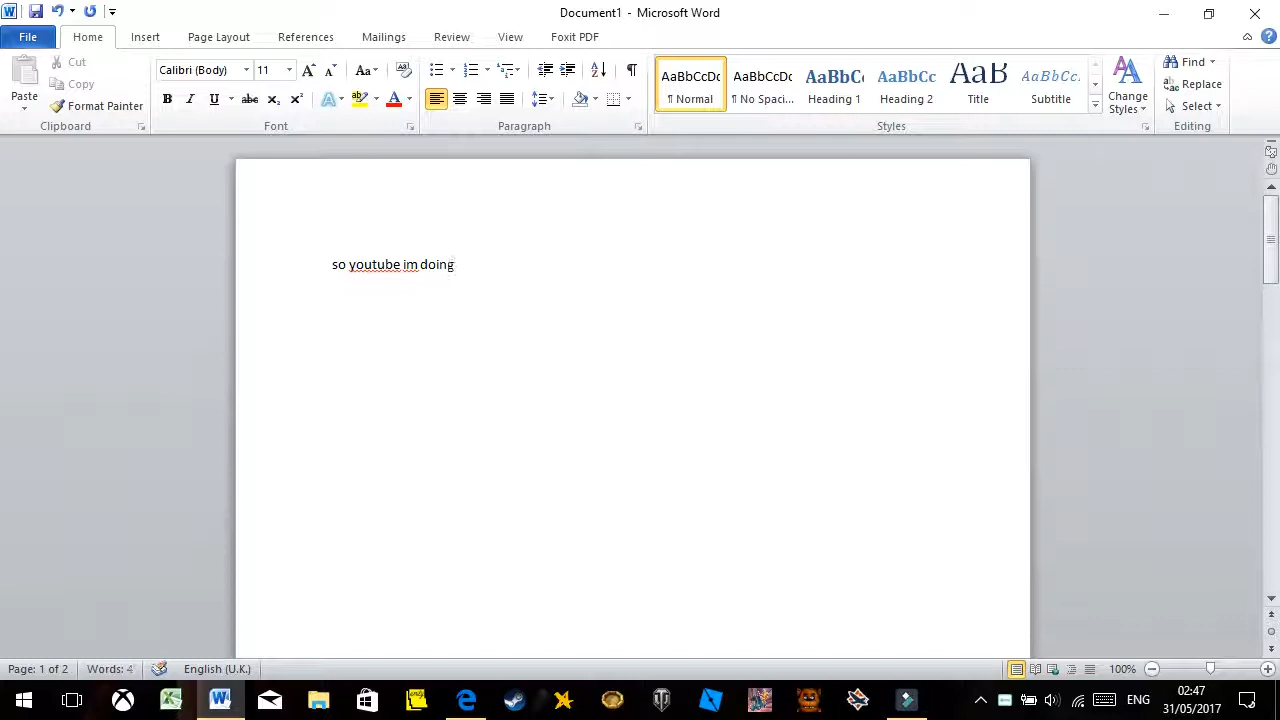 Document1 - Microsoft Word
File Home Insert Page Layout References Mailings Review View Foxit PDF
Paste
Cut
Copy
Format Painter
Clipboard
Calibri (Body) 11
Font
Paragraph
AaBbCcDc AaBbCcDc AaBbC AaBbCc AaB AaBbCc.
¶ Normal ¶ No Spaci... Heading 1 Heading 2 Title Subtitle
Styles
Change Styles
Find
Replace
Select
Editing
so youtube im doing
Page: 1 of 2 Words: 4 English (U.K.) 100%
ENG 02:47
31/05/2017